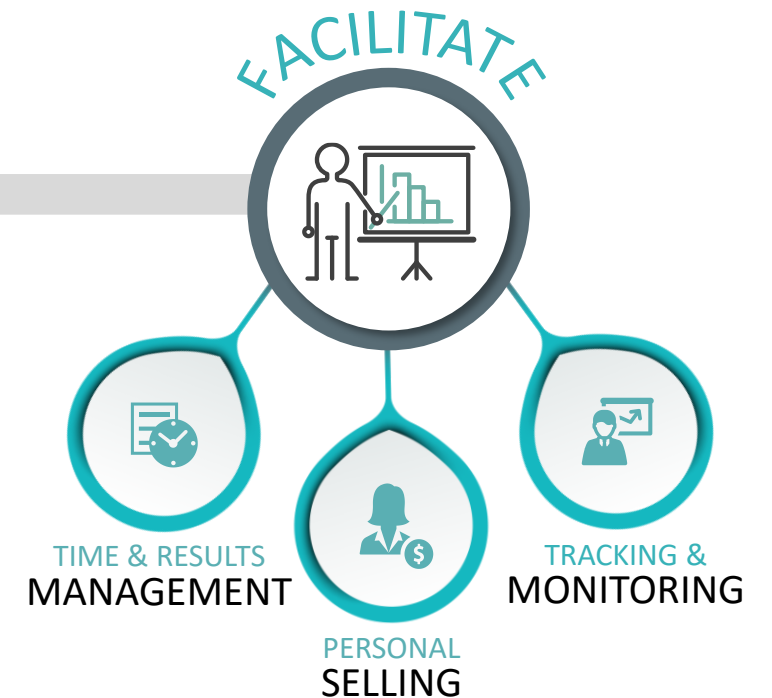 FACILITATE
TIME & RESULTS
MANAGEMENT
PERSONAL
SELLING
TRACKING &
MONITORING
$